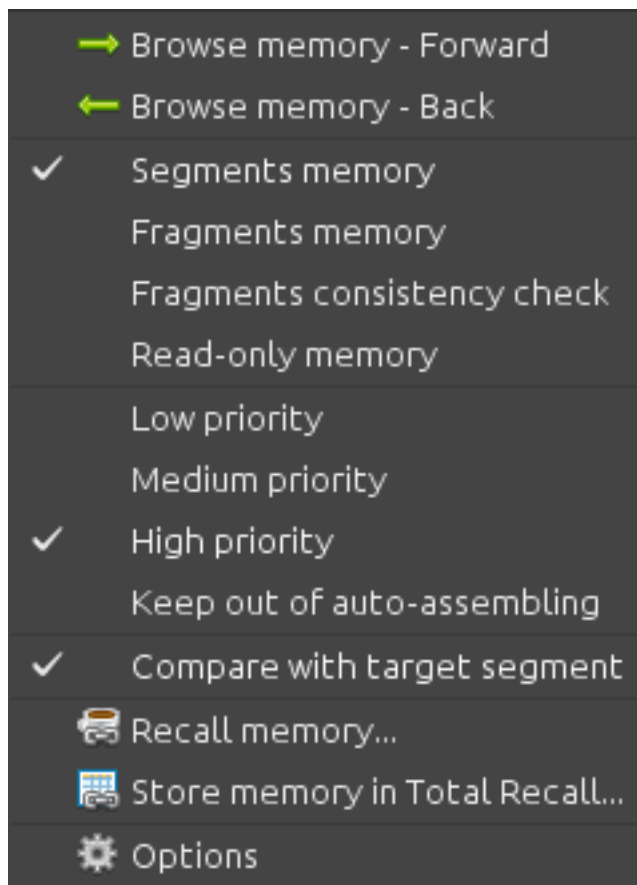 Browse memory - Forward
Browse memory - Back
Segments memory
Fragments memory
Fragments consistency check
Read-only memory
Low priority
Medium priority
High priority
Keep out of auto-assembling
Compare with target segment
Recall memory...
Store memory in Total Recall...
Options